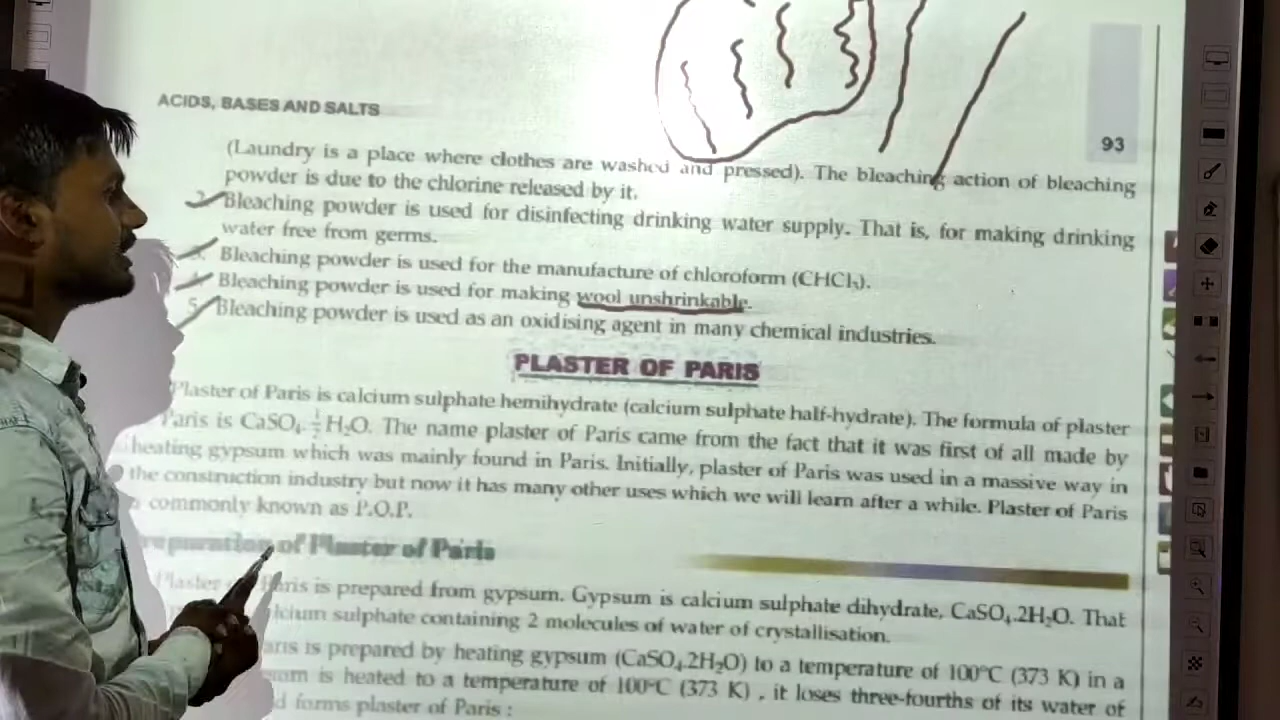 93
ACIDS, BASES AND SALTS
(Laundry is a place where clothes are washed and pressed). The bleaching action of bleaching
powder is due to the chlorine released by it.
2. Bleaching powder is used for disinfecting drinking water supply. That is, for making drinking
water free from germs.
Bleaching powder is used for the manufacture of chloroform (CHCl₃).
Bleaching powder is used for making wool unshrinkable.
5. Bleaching powder is used as an oxidising agent in many chemical industries.
PLASTER OF PARIS
Plaster of Paris is calcium sulphate hemihydrate (calcium sulphate half-hydrate). The formula of plaster
Paris is CaSO₄.½H₂O. The name plaster of Paris came from the fact that it was first of all made by
heating gypsum which was mainly found in Paris. Initially, plaster of Paris was used in a massive way in
the construction industry but now it has many other uses which we will learn after a while. Plaster of Paris
commonly known as P.O.P.
of Plaster of Paris
Plaster Paris is prepared from gypsum. Gypsum is calcium sulphate dihydrate, CaSO₄.2H₂O. That
sulphate containing 2 molecules of water of crystallisation.
is prepared by heating gypsum (CaSO₄.2H₂O) to a temperature of 100°C (373 K) in a
is heated to a temperature of 100°C (373 K) , it loses three-fourths of its water of
forms plaster of Paris :